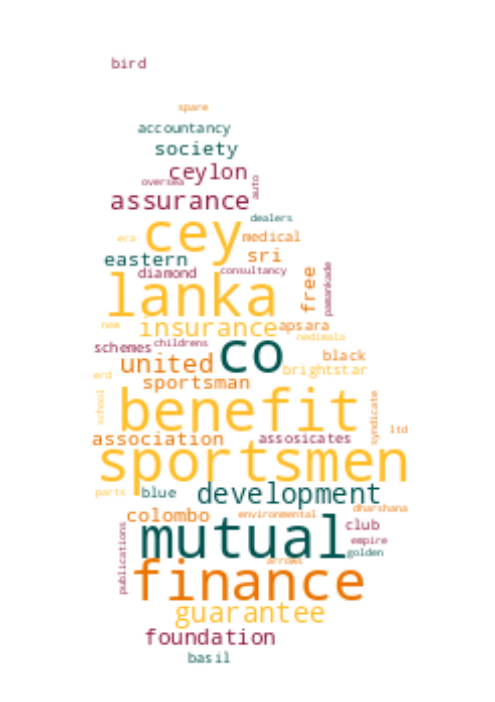 bird
spare
accountancy
society
ceylon
oversea
auto
assurance
dealers
cey
era
medical
eastern
sri
diamond
consultancy
lanka
free
pamankade
new
insurance
apsara
nedimala
schemes
childrens
co
black
united
brightstar
erd
sportsman
school
benefit
syndicate
ltd
association
assosicates
sportsmen
parts
blue
development
colombo
environmental
dharshana
publications
mutual
club
empire
golden
arrows
finance
guarantee
foundation
basil